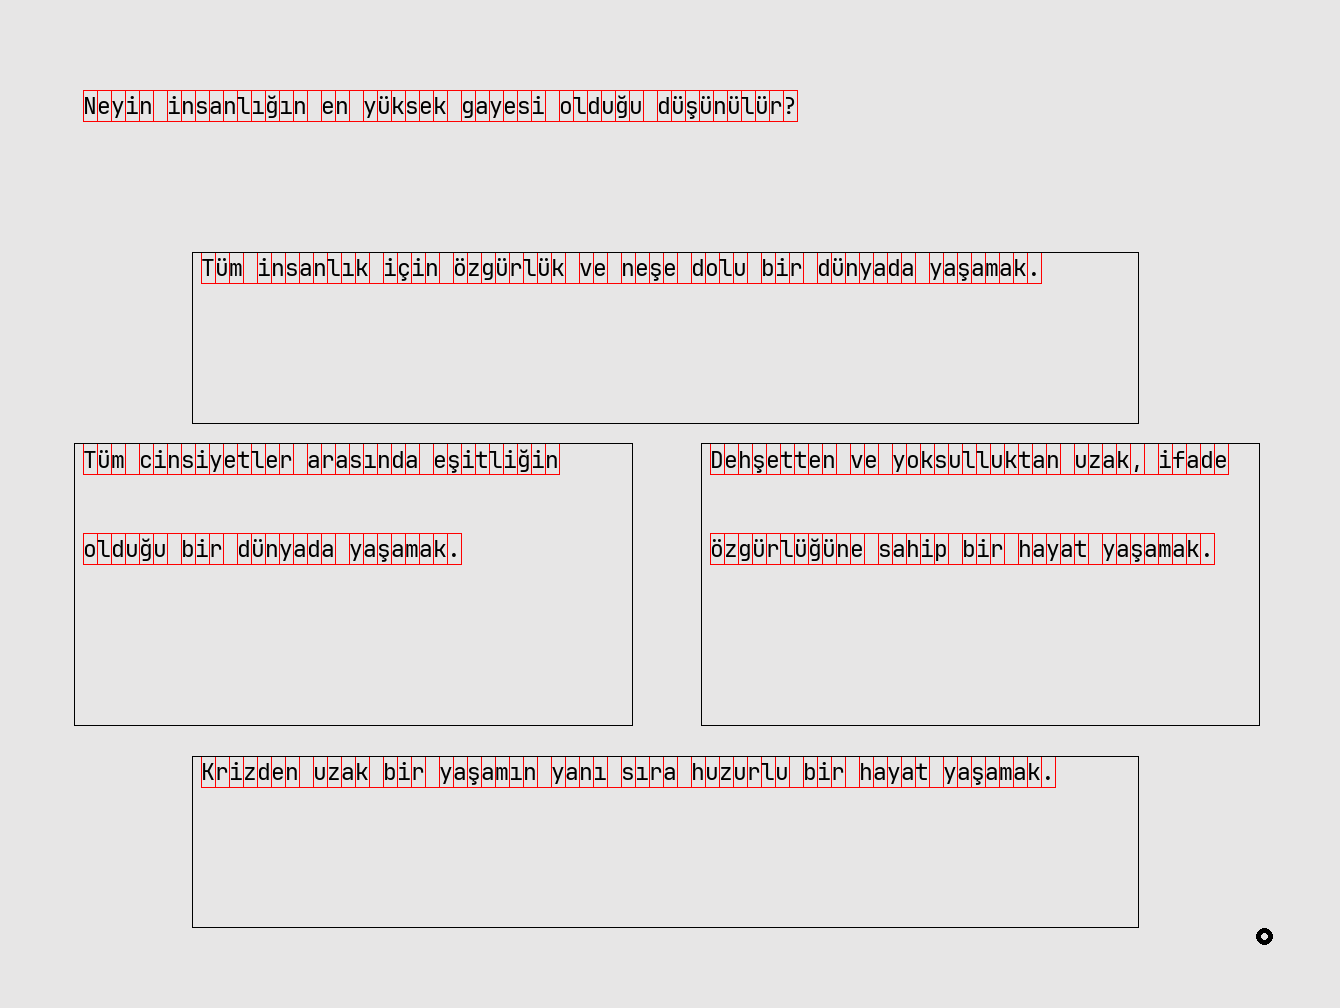 Neyin insanlığın en yüksek gayesi olduğu düşünülür?
Tüm insanlık için özgürlük ve neşe dolu bir dünyada yaşamak.
Tüm cinsiyetler arasında eşitliğin
olduğu bir dünyada yaşamak.
Dehşetten ve yoksulluktan uzak, ifade
özgürlüğüne sahip bir hayat yaşamak.
Krizden uzak bir yaşamın yanı sıra huzurlu bir hayat yaşamak.